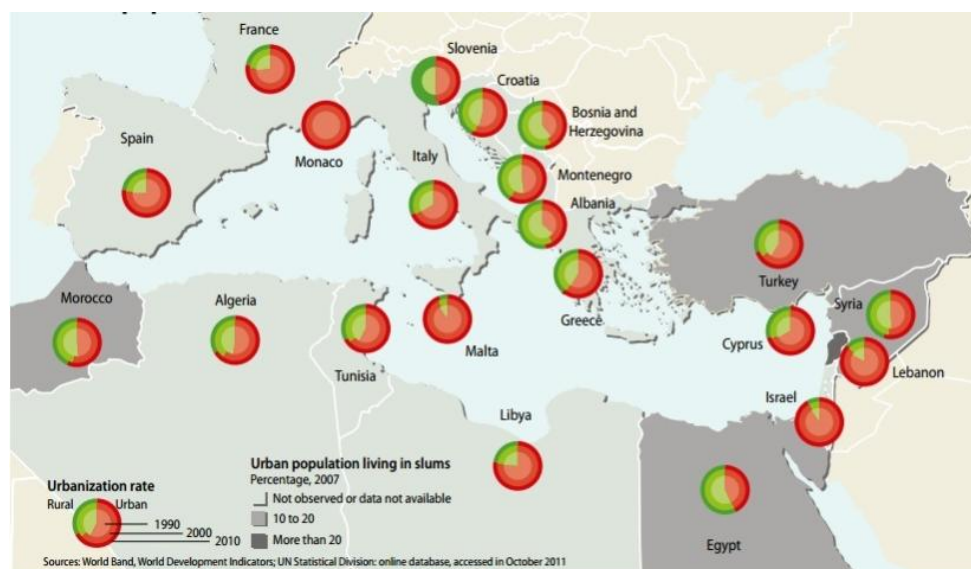 France
Slovenia
Croatia
Bosnia and
Herzegovina
Spain
Monaco
Italy
Montenegro
Albania
Turkey
Morocco
Algeria
Syria
Greece
Cyprus
Malta
Tunisia
Lebanon
Israel
Libya
Urban population living in slums
Percentage, 2007
Not observed or data not available
10 to 20
More than 20
Urbanization rate
Rural
Urban
1990
2000
2010
Egypt
Sources: World Band, World Development Indicators; UN Statistical Division: online database, accessed in October 2011